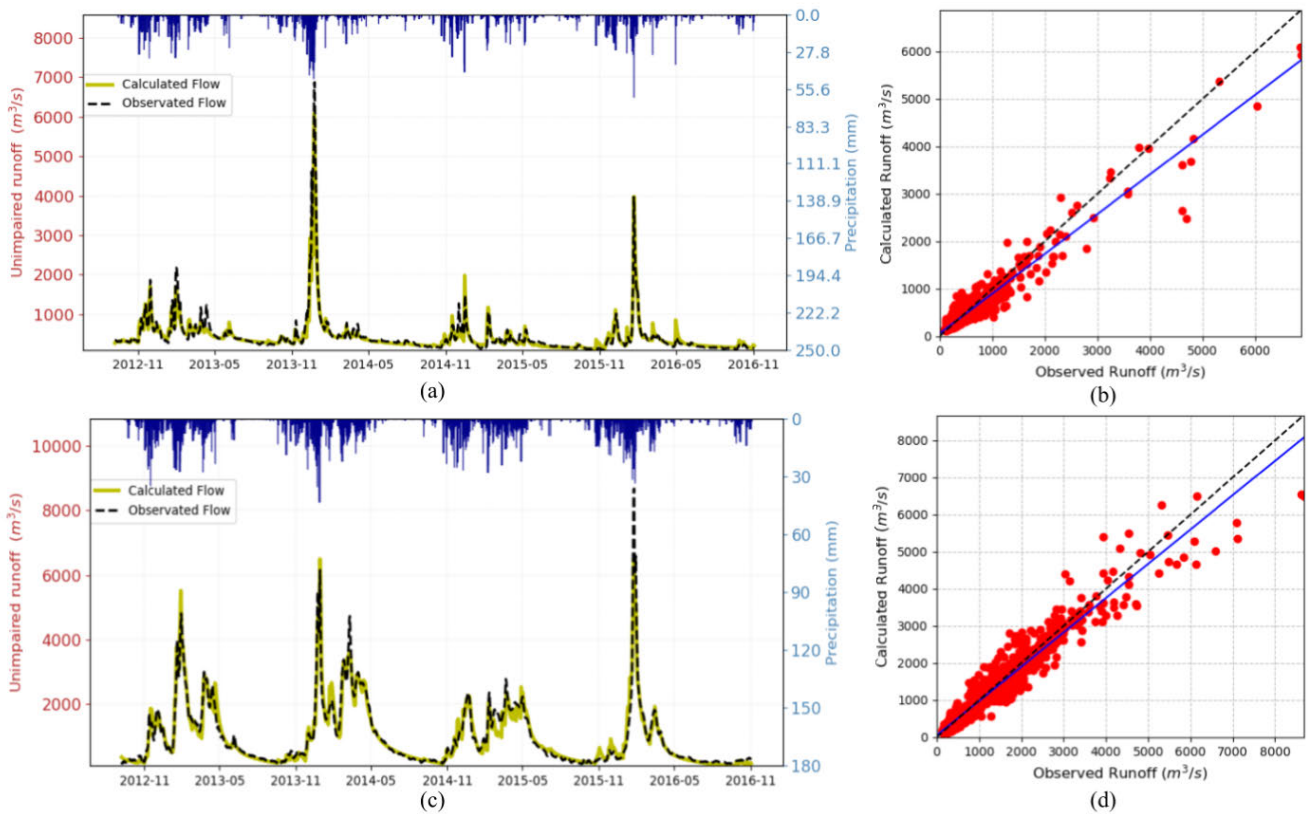 8000
7000
6000
5000
4000
3000
2000
1000
Unimpaired runoff (m³/s)
Calculated Flow
Observated Flow
0.0
27.8
55.6
83.3
111.1
138.9
166.7
194.4
222.2
250.0
Precipitation (mm)
2012-11 2013-05 2013-11 2014-05 2014-11 2015-05 2015-11 2016-05 2016-11
(a)
6000
5000
4000
3000
2000
1000
0
Calculated Runoff (m³/s)
0 1000 2000 3000 4000 5000 6000
Observed Runoff (m³/s)
(b)
10000
8000
6000
4000
2000
Unimpaired runoff (m³/s)
Calculated Flow
Observated Flow
0
30
60
90
120
150
180
Precipitation (mm)
2012-11 2013-05 2013-11 2014-05 2014-11 2015-05 2015-11 2016-05 2016-11
(c)
8000
7000
6000
5000
4000
3000
2000
1000
0
Calculated Runoff (m³/s)
0 1000 2000 3000 4000 5000 6000 7000 8000
Observed Runoff (m³/s)
(d)